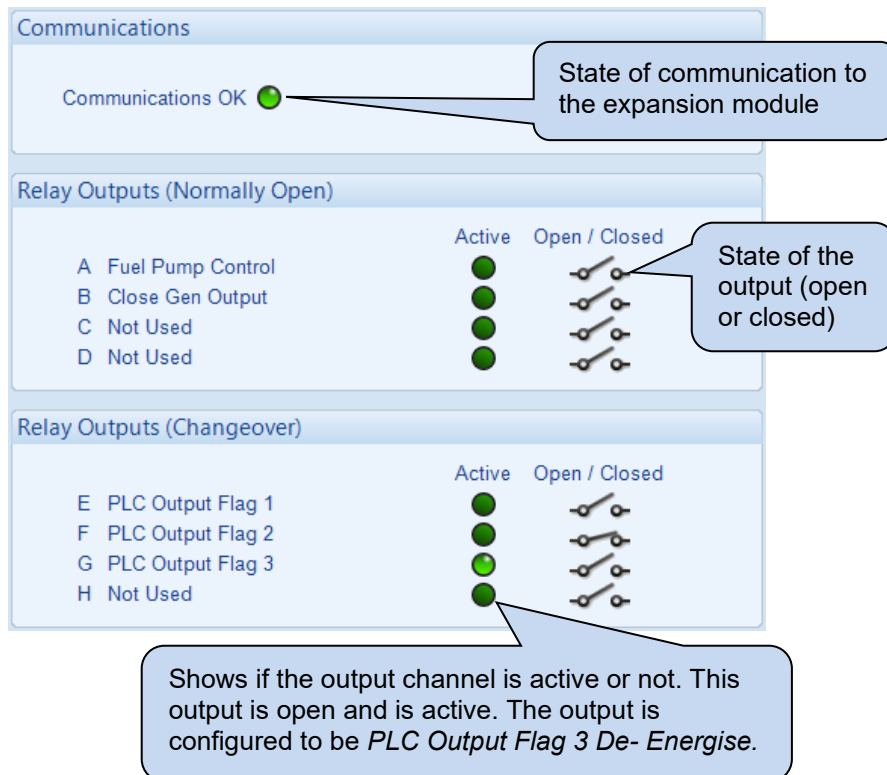 Communications
Communications OK
State of communication to
the expansion module
Relay Outputs (Normally Open)
Active Open / Closed
A Fuel Pump Control
B Close Gen Output
C Not Used
D Not Used
State of the
output (open
or closed)
Relay Outputs (Changeover)
Active Open / Closed
E PLC Output Flag 1
F PLC Output Flag 2
G PLC Output Flag 3
H Not Used
Shows if the output channel is active or not. This
output is open and is active. The output is
configured to be PLC Output Flag 3 De- Energise.